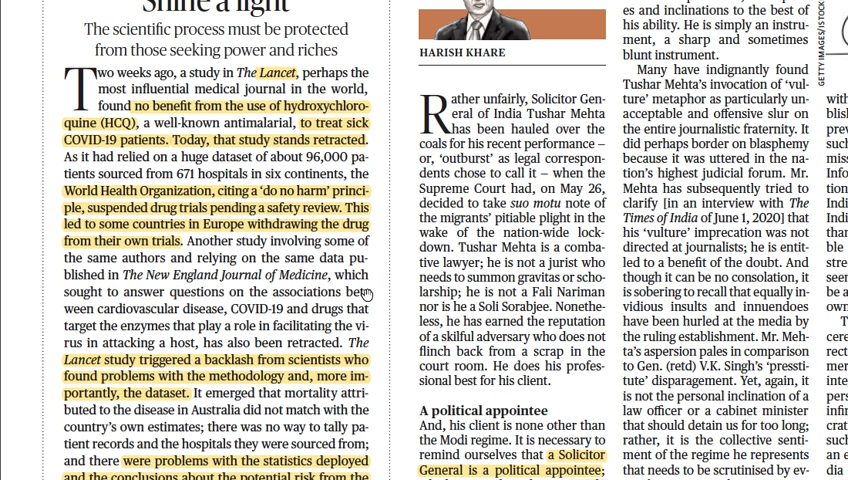 Shine a light
The scientific process must be protected
from those seeking power and riches
Two weeks ago, a study in The Lancet, perhaps the
most influential medical journal in the world,
found no benefit from the use of hydroxychloro-
quine (HCQ), a well-known antimalarial, to treat sick
COVID-19 patients. Today, that study stands retracted.
As it had relied on a huge dataset of about 96,000 pa-
tients sourced from 671 hospitals in six continents, the
World Health Organization, citing a ‘do no harm’ princi-
ple, suspended drug trials pending a safety review. This
led to some countries in Europe withdrawing the drug
from their own trials. Another study involving some of
the same authors and relying on the same data pu-
blished in The New England Journal of Medicine, which
sought to answer questions on the associations bet-
ween cardiovascular disease, COVID-19 and drugs that
target the enzymes that play a role in facilitating the vi-
rus in attacking a host, has also been retracted. The
Lancet study triggered a backlash from scientists who
found problems with the methodology and, more im-
portantly, the dataset. It emerged that mortality attri-
buted to the disease in Australia did not match with the
country’s own estimates; there was no way to tally pa-
tient records and the hospitals they were sourced from;
and there were problems with the statistics deployed
and the conclusions about the potential risk from the
HARISH KHARE
Rather unfairly, Solicitor Gen-
eral of India Tushar Mehta
has been hauled over the
coals for his recent performance –
or, ‘outburst’ as legal correspon-
dents chose to call it – when the
Supreme Court had, on May 26,
decided to take suo motu note of
the migrants’ pitiable plight in the
wake of the nation-wide lock-
down. Tushar Mehta is a comba-
tive lawyer; he is not a jurist who
needs to summon gravitas or scho-
larship; he is not a Fali Nariman
nor is he a Soli Sorabjee. Nonethe-
less, he has earned the reputation
of a skilful adversary who does not
flinch back from a scrap in the
court room. He does his profes-
sional best for his client.
A political appointee
And, his client is none other than
the Modi regime. It is necessary to
remind ourselves that a Solicitor
General is a political appointee;
es and inclinations to the best of
his ability. He is simply an instru-
ment, a sharp and sometimes
blunt instrument.
Many have indignantly found
Tushar Mehta’s invocation of ‘vul-
ture’ metaphor as particularly un-
acceptable and offensive slur on
the entire journalistic fraternity. It
did perhaps border on blasphemy
because it was uttered in the na-
tion’s highest judicial forum. Mr.
Mehta has subsequently tried to
clarify [in an interview with The
Times of India of June 1, 2020] that
his ‘vulture’ imprecation was not
directed at journalists; he is entit-
led to a benefit of the doubt. And
though it can be no consolation, it
is sobering to recall that equally in-
vidious insults and innuendoes
have been hurled at the media by
the ruling establishment. Mr. Meh-
ta’s aspersion pales in comparison
to Gen. (retd) V.K. Singh’s ‘pressti-
tute’ disparagement. Yet, again, it
is not the personal inclination of a
law officer or a cabinet minister
that should detain us for too long;
rather, it is the collective senti-
ment of the regime he represents
that needs to be scrutinised by ev-
GETTY IMAGES/ISTOCK